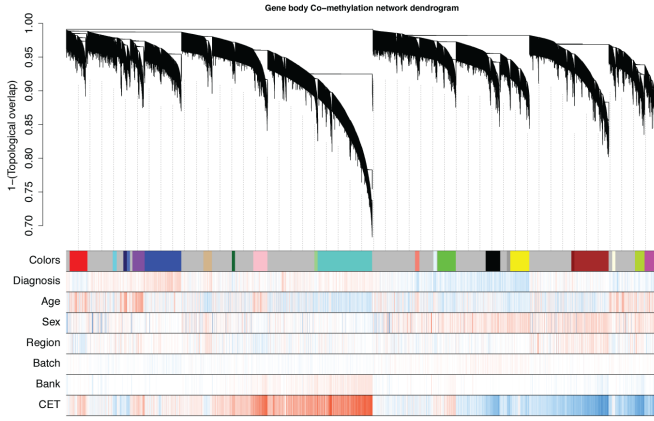 Gene body Co−methylation network dendrogram
1−(Topological overlap)
1.00
0.95
0.90
0.85
0.80
0.75
0.70
Colors
Diagnosis
Age
Sex
Region
Batch
Bank
CET